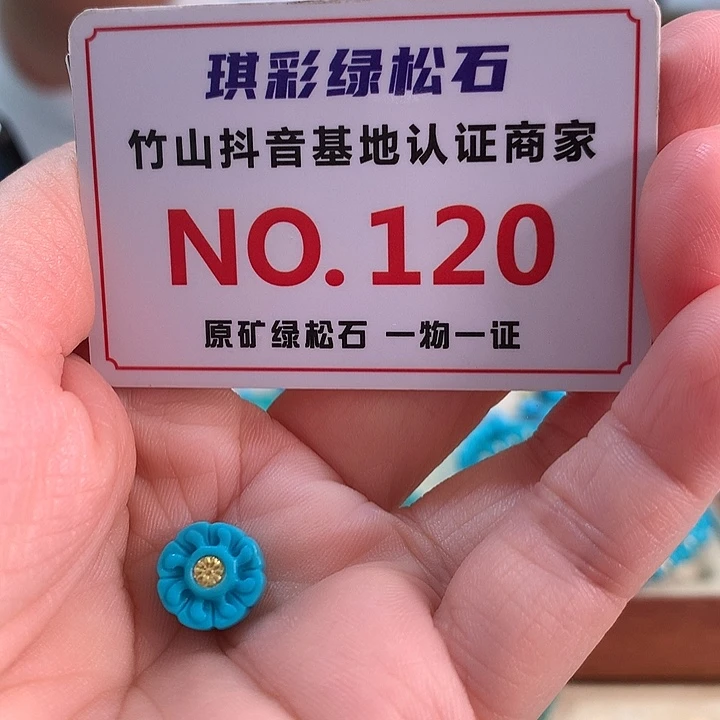 琪彩绿松石
竹山抖音基地认证商家
NO.120
原矿绿松石 一物一证